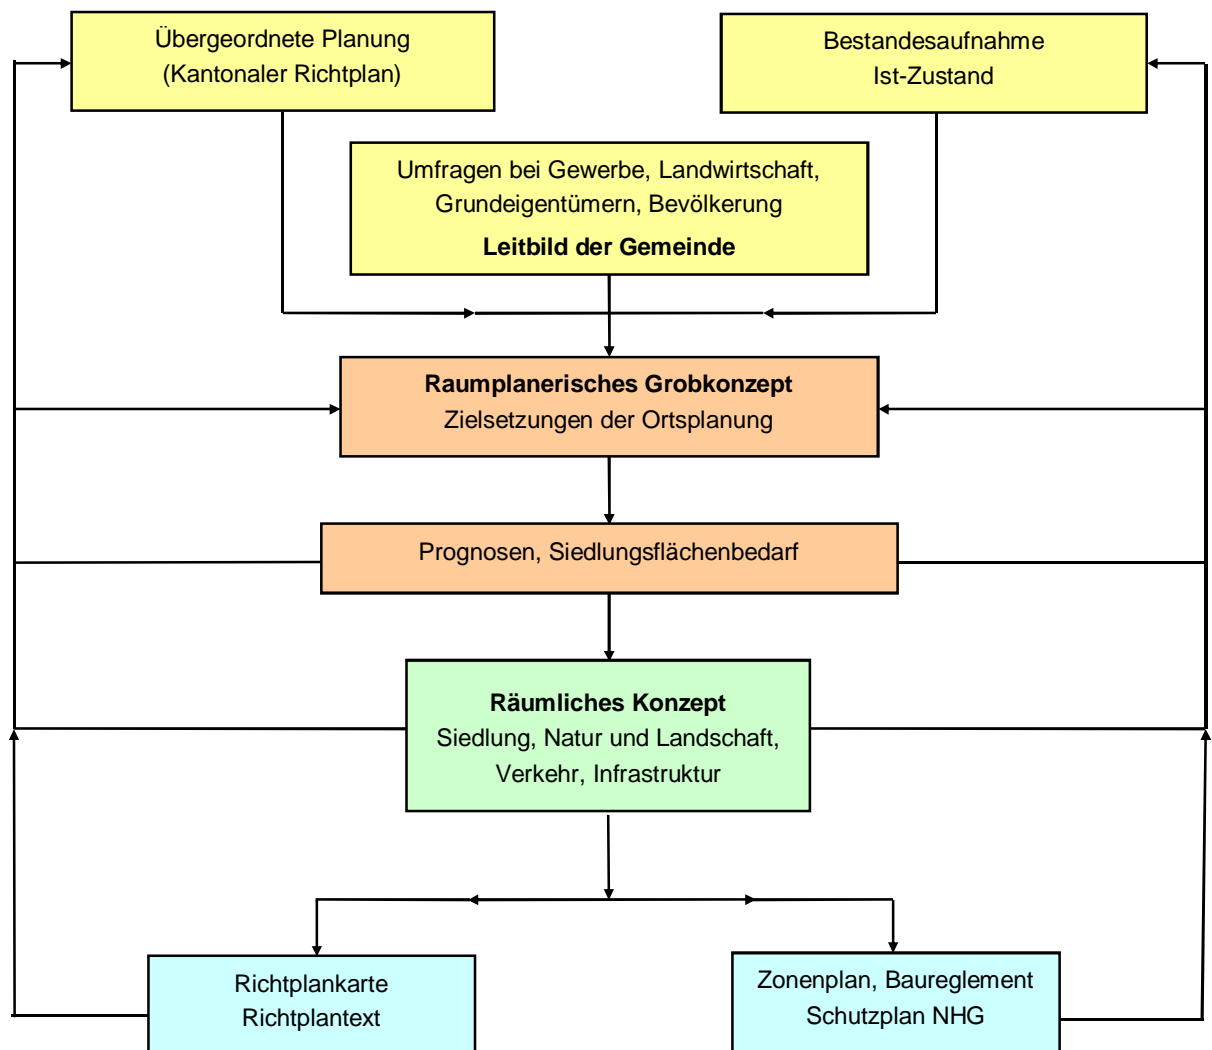 Übergeordnete Planung
(Kantonaler Richtplan)
Bestandesaufnahme
Ist-Zustand
Umfragen bei Gewerbe, Landwirtschaft,
Grundeigentümern, Bevölkerung
Leitbild der Gemeinde
Raumplanerisches Grobkonzept
Zielsetzungen der Ortsplanung
Prognosen, Siedlungsflächenbedarf
Räumliches Konzept
Siedlung, Natur und Landschaft,
Verkehr, Infrastruktur
Richtplankarte
Richtplantext
Zonenplan, Baureglement
Schutzplan NHG